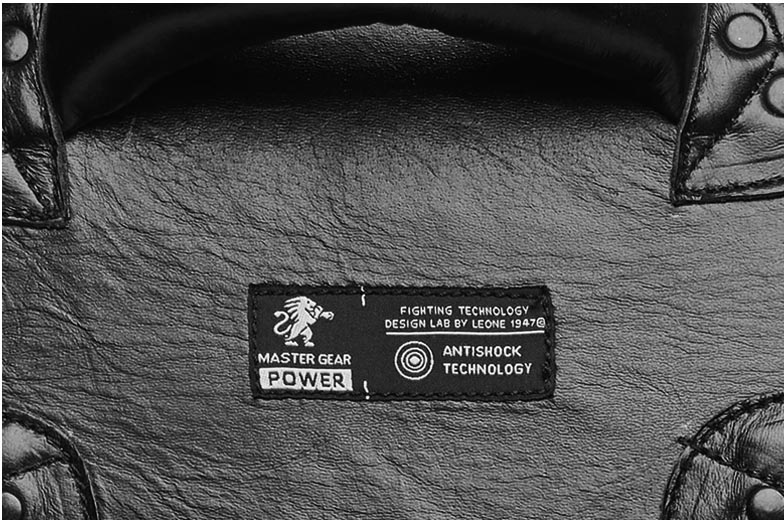 MASTER GEAR
POWER
FIGHTING TECHNOLOGY
DESIGN LAB BY LEONE 1947®
ANTISHOCK
TECHNOLOGY